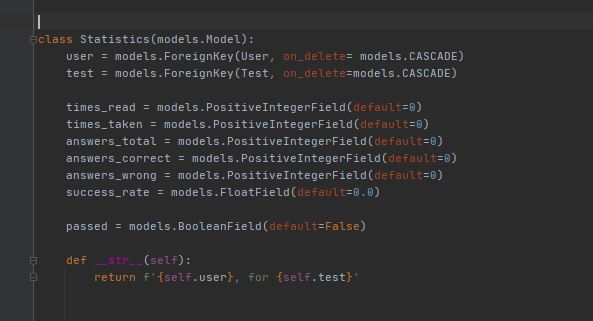 class Statistics(models.Model):
    user = models.ForeignKey(User, on_delete= models.CASCADE)
    test = models.ForeignKey(Test, on_delete=models.CASCADE)

    times_read = models.PositiveIntegerField(default=0)
    times_taken = models.PositiveIntegerField(default=0)
    answers_total = models.PositiveIntegerField(default=0)
    answers_correct = models.PositiveIntegerField(default=0)
    answers_wrong = models.PositiveIntegerField(default=0)
    success_rate = models.FloatField(default=0.0)

    passed = models.BooleanField(default=False)

    def __str__(self):
        return f'{self.user}, for {self.test}'